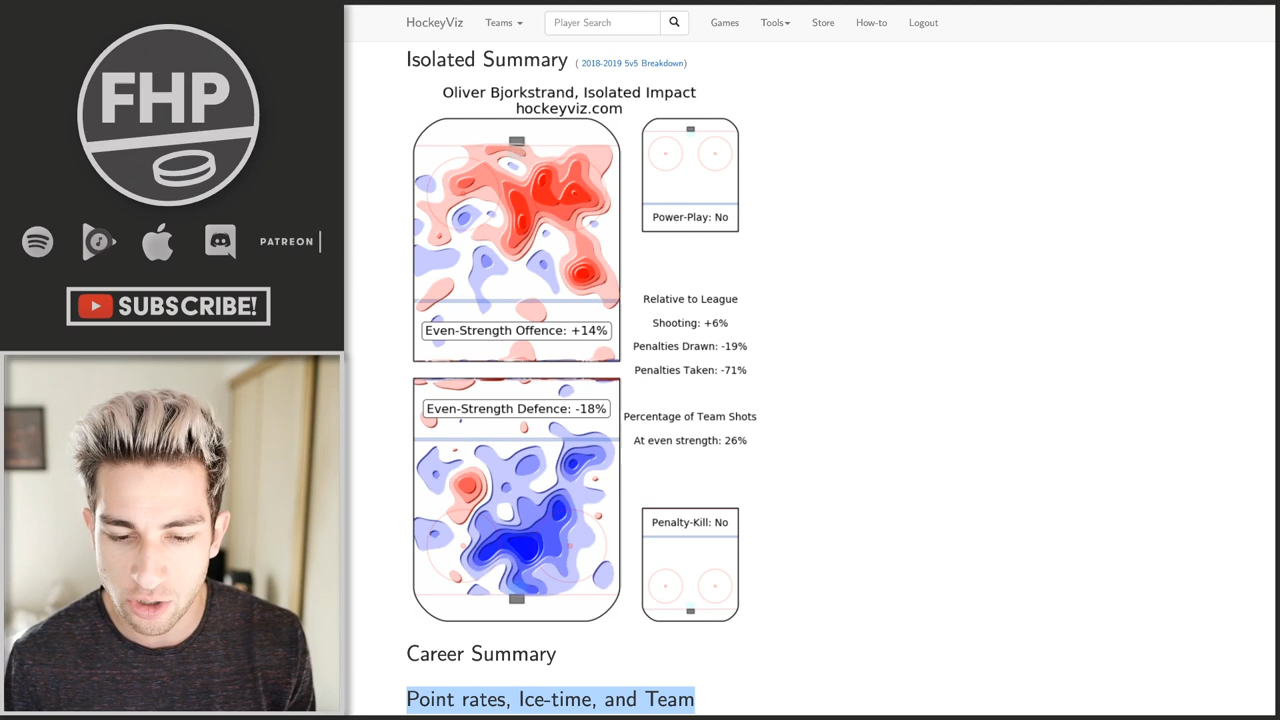 FHP
PATREON
SUBSCRIBE!
HockeyViz Teams Player Search Games Tools Store How-to Logout
Isolated Summary ( 2018-2019 5v5 Breakdown)
Oliver Bjorkstrand, Isolated Impact
hockeyviz.com
Power-Play: No
Relative to League
Shooting: +6%
Even-Strength Offence: +14%
Penalties Drawn: -19%
Penalties Taken: -71%
Even-Strength Defence: -18%
Percentage of Team Shots
At even strength: 26%
Penalty-Kill: No
Career Summary
Point rates, Ice-time, and Team